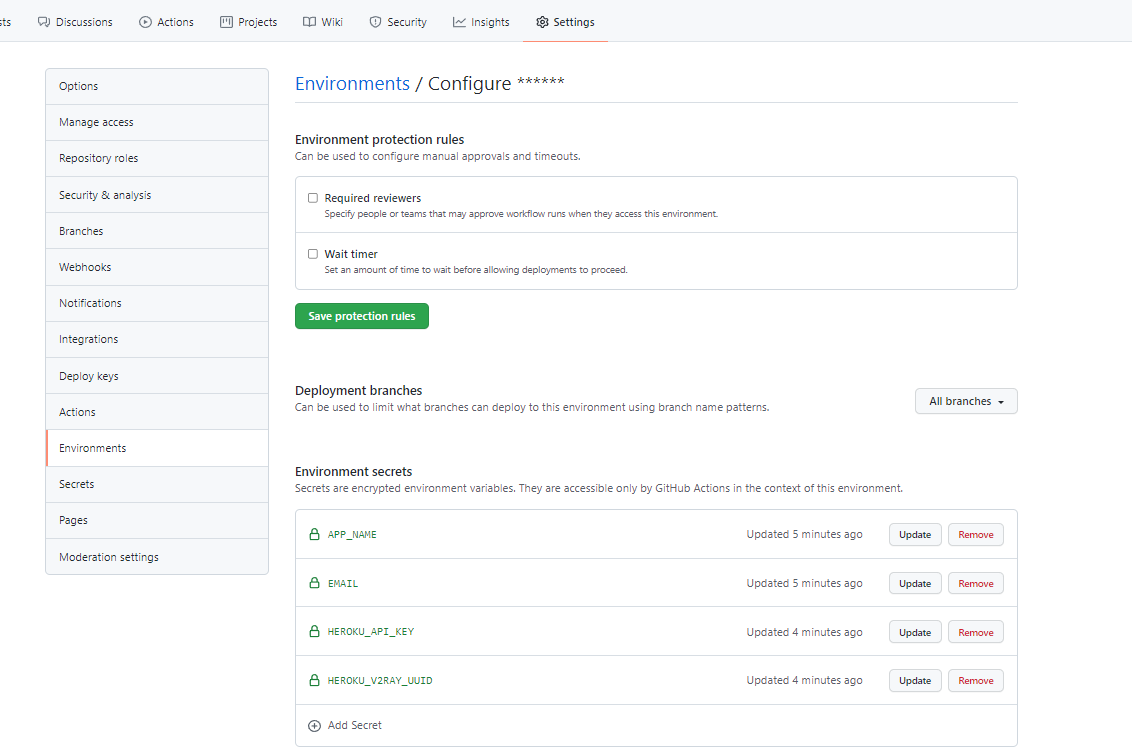 sts Discussions Actions Projects Wiki Security Insights Settings
Options
Manage access
Repository roles
Security & analysis
Branches
Webhooks
Notifications
Integrations
Deploy keys
Actions
Environments
Secrets
Pages
Moderation settings
Environments / Configure ******
Environment protection rules
Can be used to configure manual approvals and timeouts.
Required reviewers
Specify people or teams that may approve workflow runs when they access this environment.
Wait timer
Set an amount of time to wait before allowing deployments to proceed.
Save protection rules
Deployment branches
Can be used to limit what branches can deploy to this environment using branch name patterns.
All branches
Environment secrets
Secrets are encrypted environment variables. They are accessible only by GitHub Actions in the context of this environment.
APP_NAME Updated 5 minutes ago Update Remove
EMAIL Updated 5 minutes ago Update Remove
HEROKU_API_KEY Updated 4 minutes ago Update Remove
HEROKU_V2RAY_UUID Updated 4 minutes ago Update Remove
Add Secret